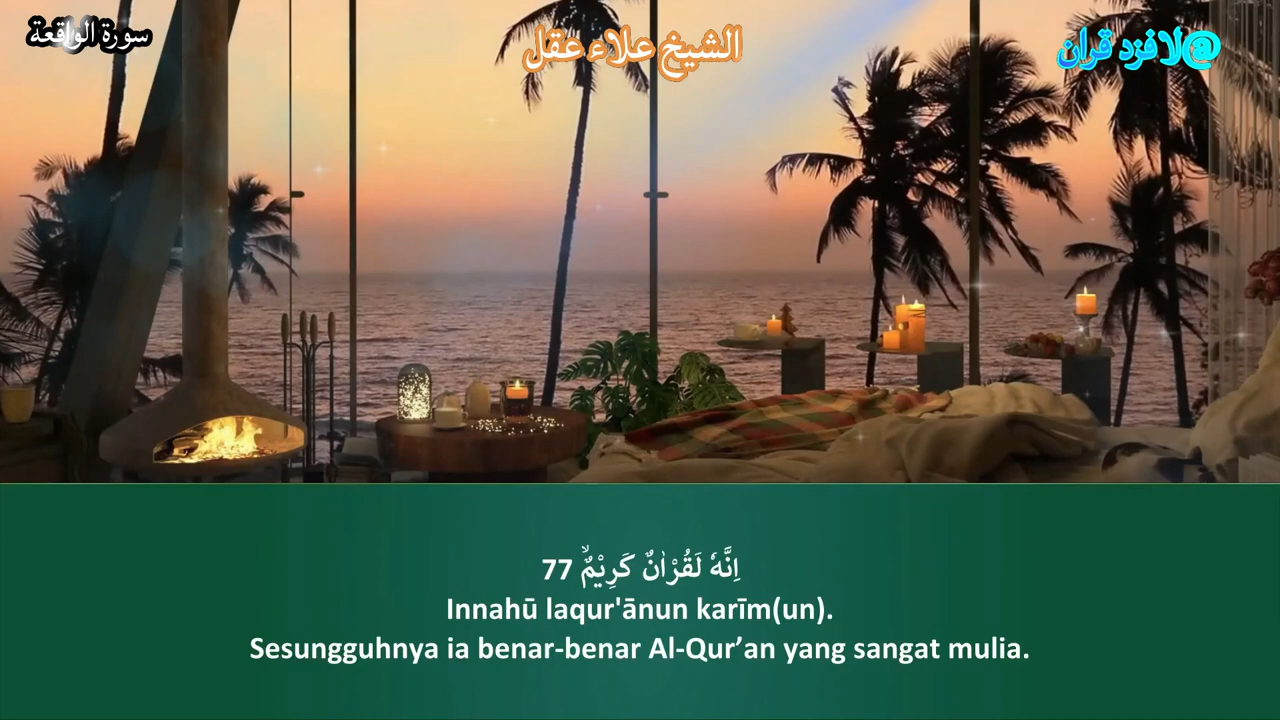 سورة الواقعة
الشيخ علاء عقل
@لافزد قران
اِنَّهٗ لَقُرْاٰنٌ كَرِيْمٌۙ 77
Innahū laqur'ānun karīm(un).
Sesungguhnya ia benar-benar Al-Qur’an yang sangat mulia.